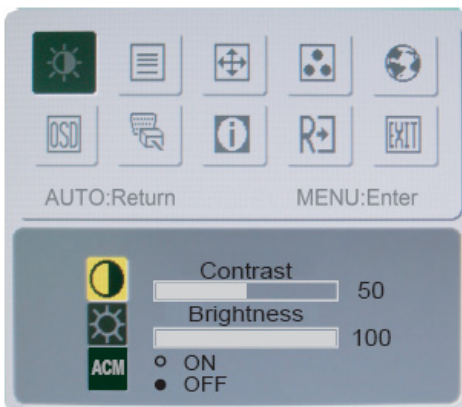 OSD i R EXIT
AUTO:Return MENU:Enter
Contrast
50
Brightness
100
ACM ON
OFF